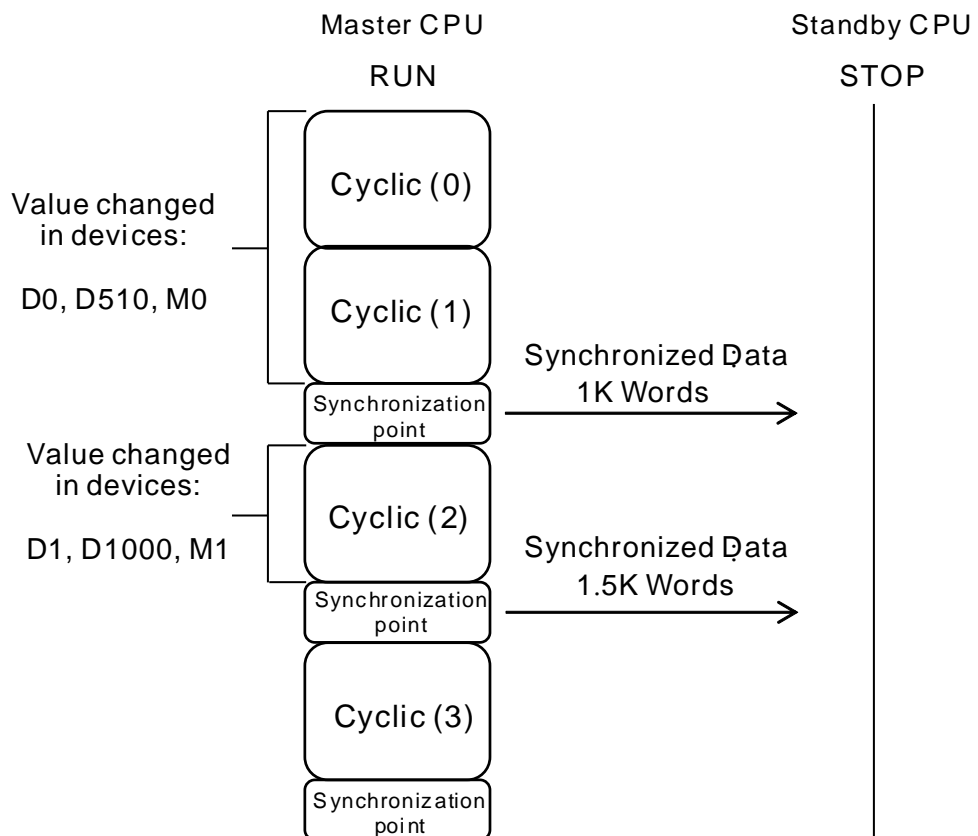 Master CPU
Standby CPU
RUN
STOP
Cyclic (0)
Value changed
in devices:
D0, D510, M0
Cyclic (1)
Synchronized Data
1K Words
Synchronization
point
Value changed
in devices:
D1, D1000, M1
Cyclic (2)
Synchronized Data
1.5K Words
Synchronization
point
Cyclic (3)
Synchronization
point